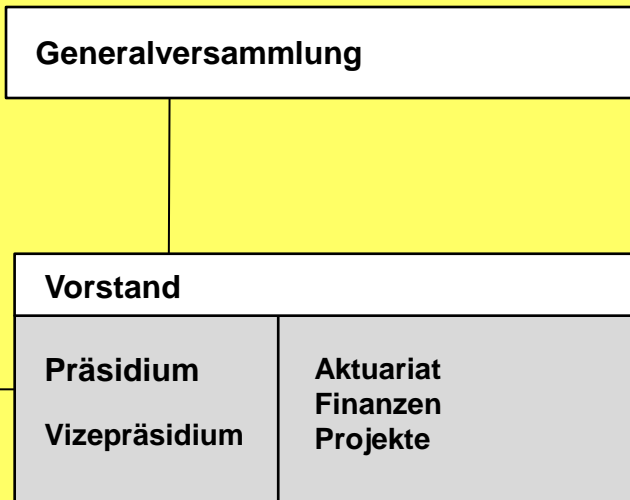 Generalversammlung
Vorstand
Präsidium
Vizepräsidium
Aktuariat
Finanzen
Projekte